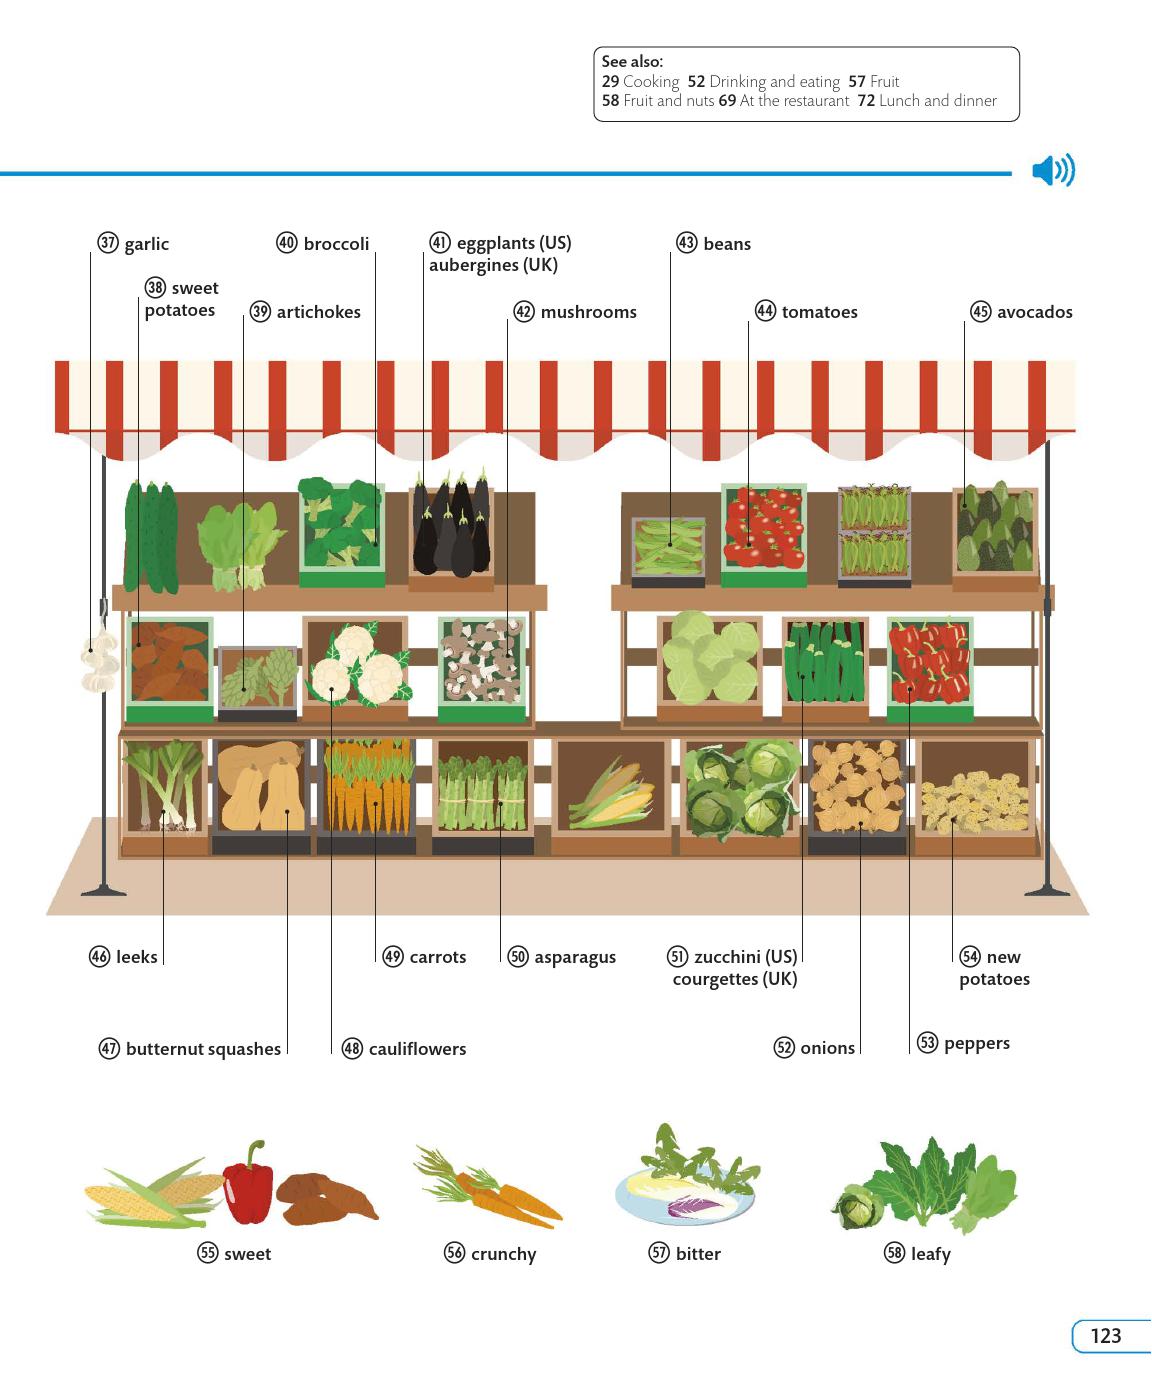 See also:
29 Cooking 52 Drinking and eating 57 Fruit
58 Fruit and nuts 69 At the restaurant 72 Lunch and dinner
37 garlic
40 broccoli
41 eggplants (US)
aubergines (UK)
43 beans
38 sweet
potatoes
39 artichokes
42 mushrooms
44 tomatoes
45 avocados
46 leeks
49 carrots
50 asparagus
51 zucchini (US)
courgettes (UK)
54 new
potatoes
47 butternut squashes
48 cauliflowers
52 onions
53 peppers
55 sweet
56 crunchy
57 bitter
58 leafy
123